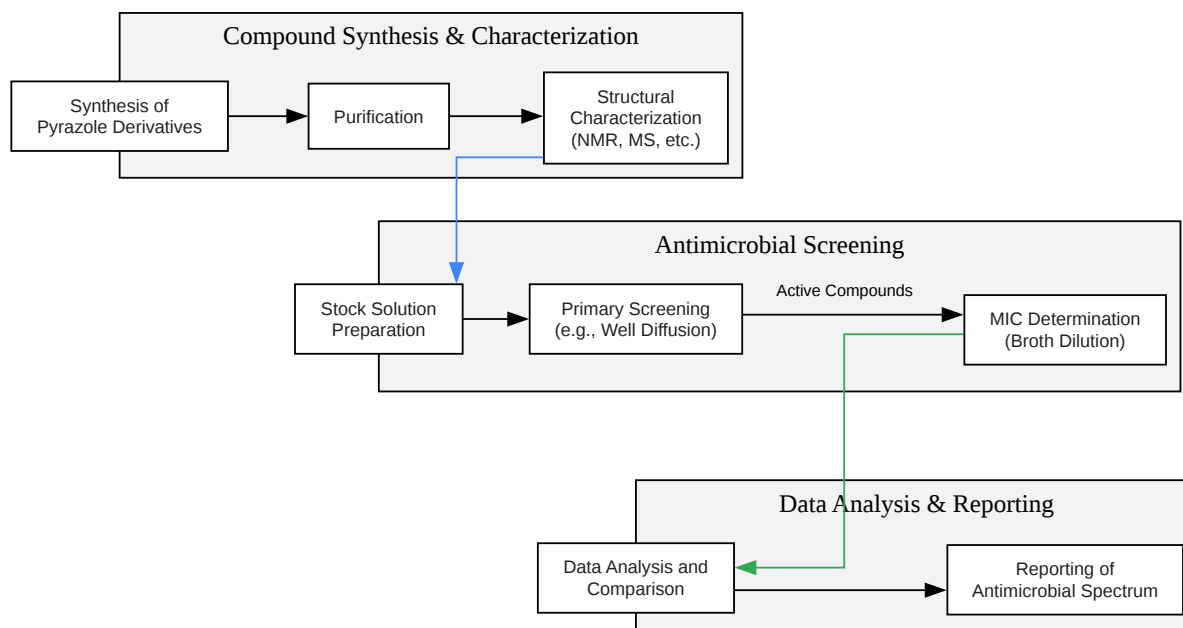 Compound Synthesis & Characterization
Synthesis of
Pyrazole Derivatives
Purification
Structural
Characterization
(NMR, MS, etc.)
Antimicrobial Screening
Stock Solution
Preparation
Primary Screening
(e.g., Well Diffusion)
Active Compounds
MIC Determination
(Broth Dilution)
Data Analysis & Reporting
Data Analysis and
Comparison
Reporting of
Antimicrobial Spectrum